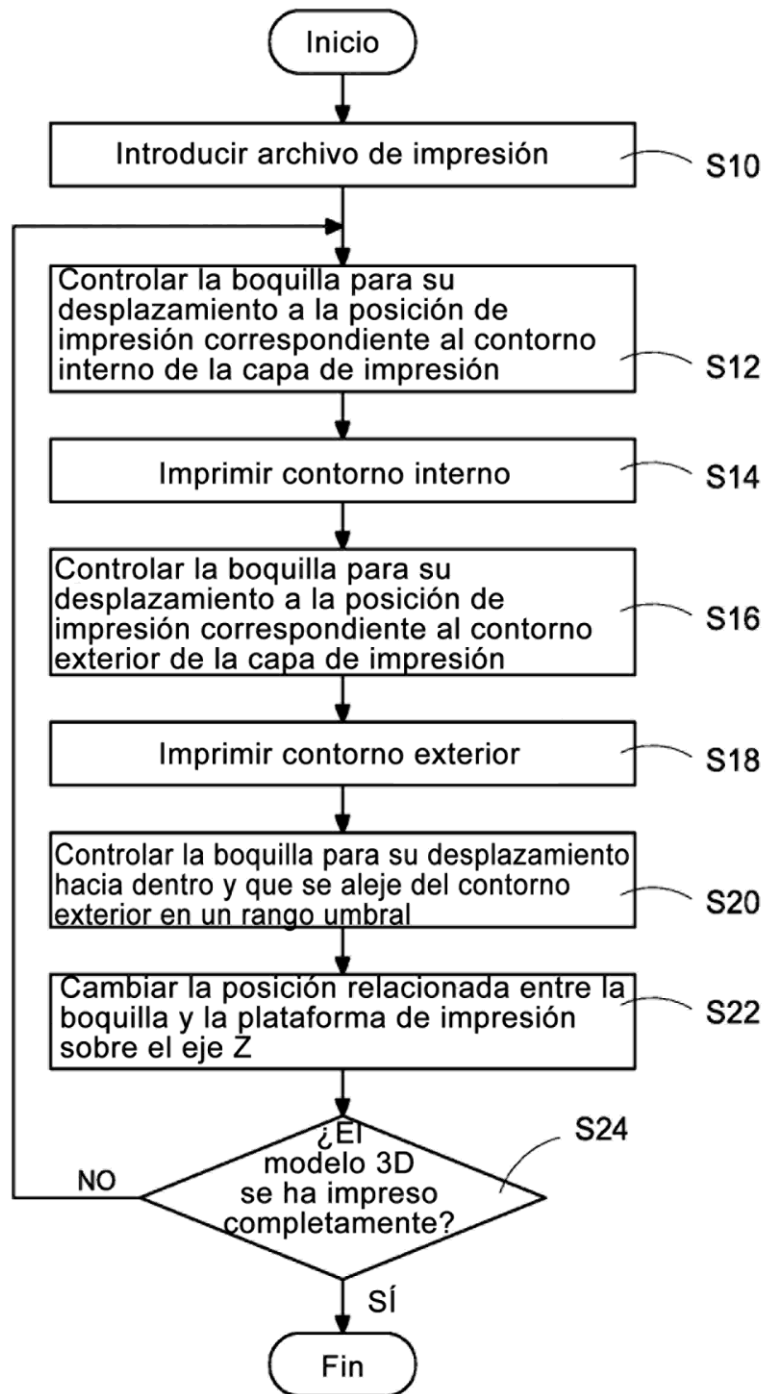 Inicio
Introducir archivo de impresión
S10
Controlar la boquilla para su
desplazamiento a la posición de
impresión correspondiente al contorno
interno de la capa de impresión
S12
Imprimir contorno interno
S14
Controlar la boquilla para su
desplazamiento a la posición de
impresión correspondiente al contorno
exterior de la capa de impresión
S16
Imprimir contorno exterior
S18
Controlar la boquilla para su desplazamiento
hacia dentro y que se aleje del contorno
exterior en un rango umbral
S20
Cambiar la posición relacionada entre la
boquilla y la plataforma de impresión
sobre el eje Z
S22
¿El
modelo 3D
se ha impreso
completamente?
S24
NO
SÍ
Fin